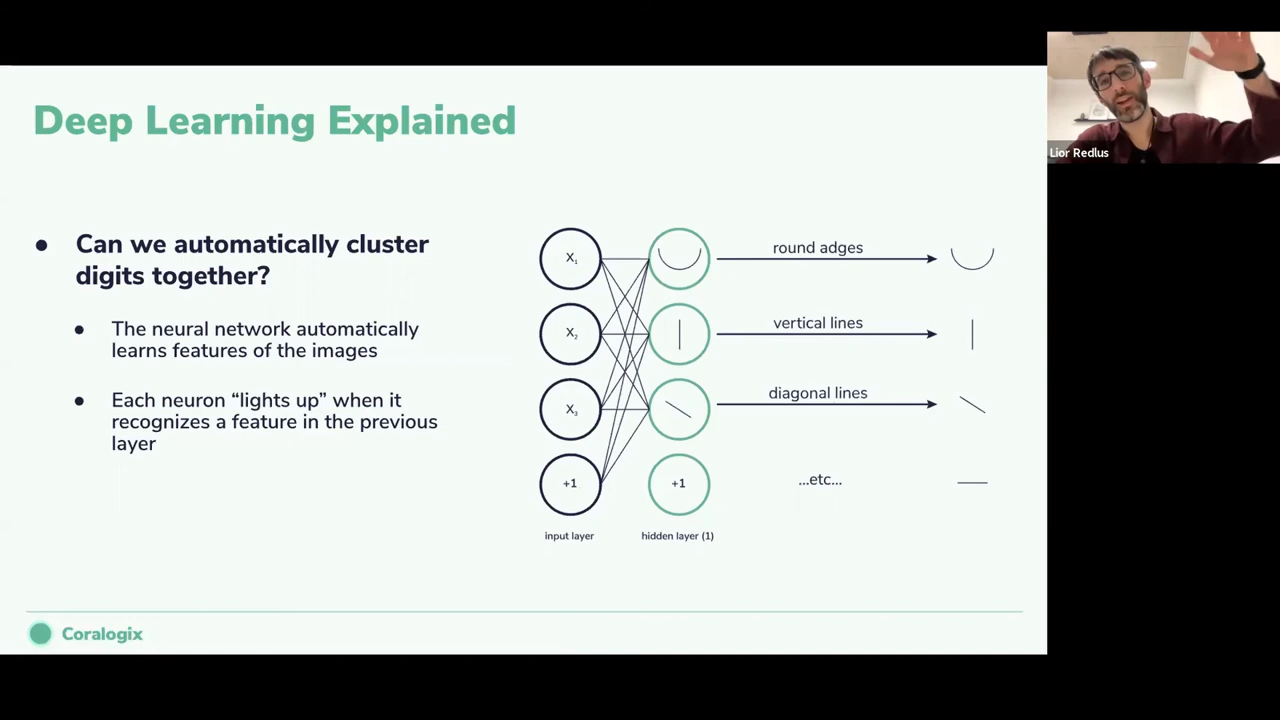 Deep Learning Explained
Can we automatically cluster
digits together?
The neural network automatically
learns features of the images
Each neuron “lights up” when it
recognizes a feature in the previous
layer
X₁
round adges
X₂
vertical lines
X₃
diagonal lines
+1
+1
...etc...
input layer
hidden layer (1)
Coralogix
Lior Redlus